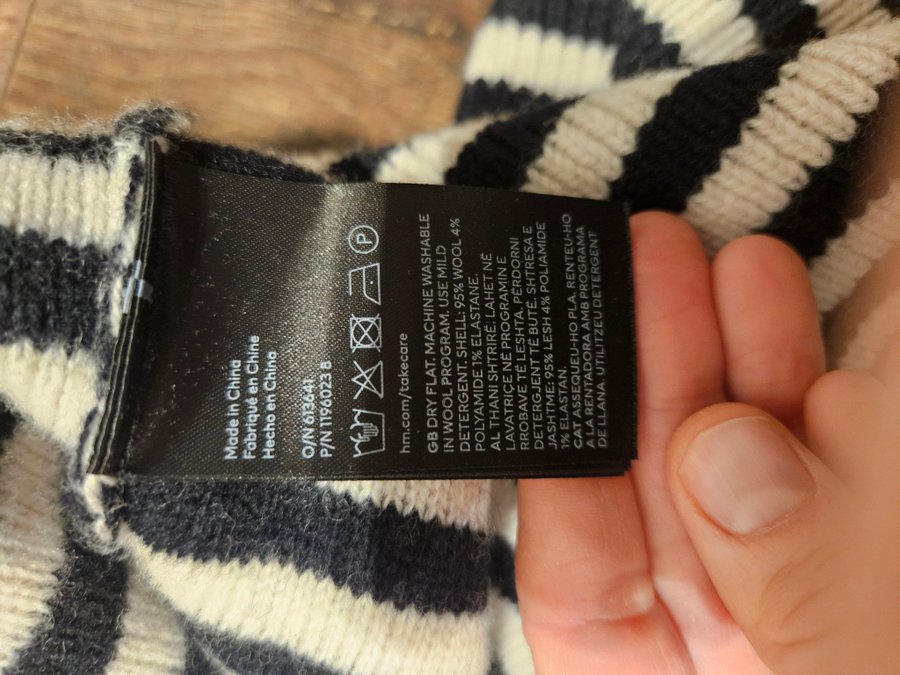 Made in China
Fabriqué en Chine
Hecho en China
O/N 613641
P/N 1196023 8
hm.com/takecare
GB DRY FLAT. MACHINE WASHABLE
IN WOOL PROGRAM. USE MILD
DETERGENT. SHELL: 95% WOOL 4%
POLYAMIDE 1% ELASTANE.
AL THANI SHTRIRË. LAHET NË
LAVATRICE NË PROGRAMIN E
RROBAVE TË LESHTA. PËRDORNI
DETERJENT TË BUTË. SHTRESA E
JASHTME: 95% LESH 4% POLIAMIDE
1% ELASTAN.
CAT ASSEQUEU-HO PLA. RENTEU-HO
A LA RENTADORA AMB PROGRAMA
DE LLANA UTILITZEU DETERGENT